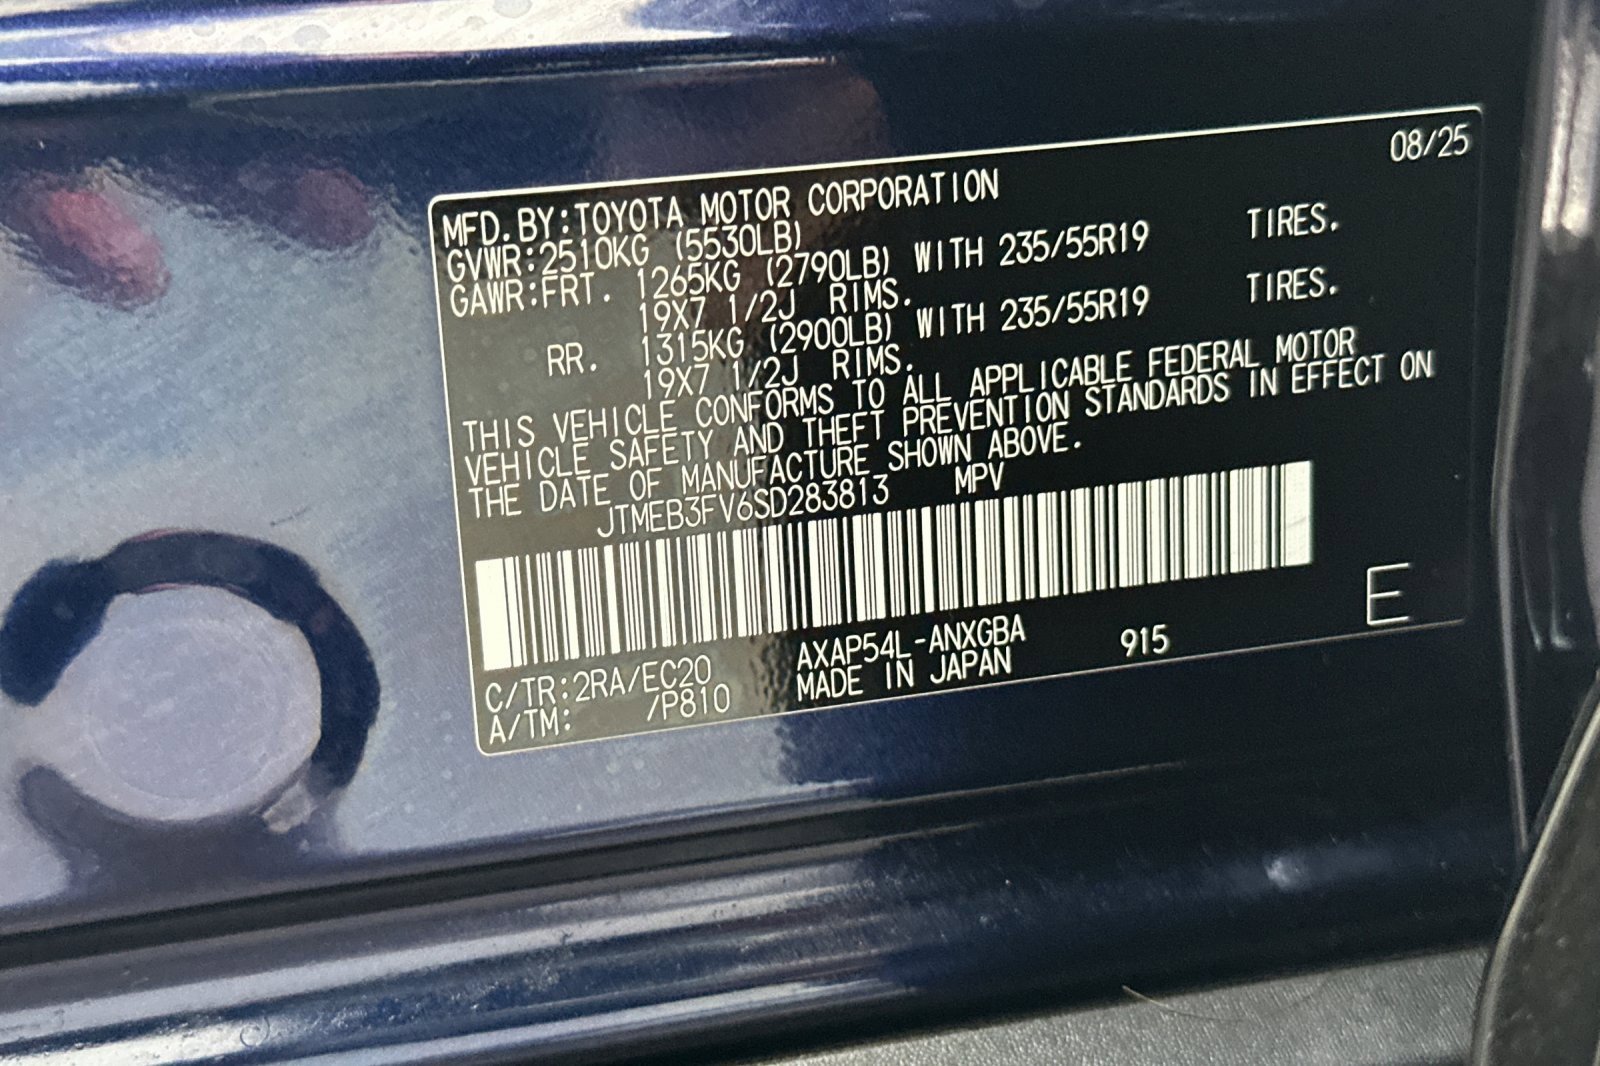 08/25
MFD.BY:TOYOTA MOTOR CORPORATION
GVWR:2510KG (5530LB)
GAWR:FRT. 1265KG (2790LB) WITH 235/55R19 TIRES.
19X7 1/2J RIMS.
RR. 1315KG (2900LB) WITH 235/55R19 TIRES.
19X7 1/2J RIMS.
THIS VEHICLE CONFORMS TO ALL APPLICABLE FEDERAL MOTOR
VEHICLE SAFETY AND THEFT PREVENTION STANDARDS IN EFFECT ON
THE DATE OF MANUFACTURE SHOWN ABOVE.
JTMEB3FV6SD283813 MPV
E
C/TR:2RA/EC20 AXAP54L-ANXGBA 915
A/TM: /P810 MADE IN JAPAN